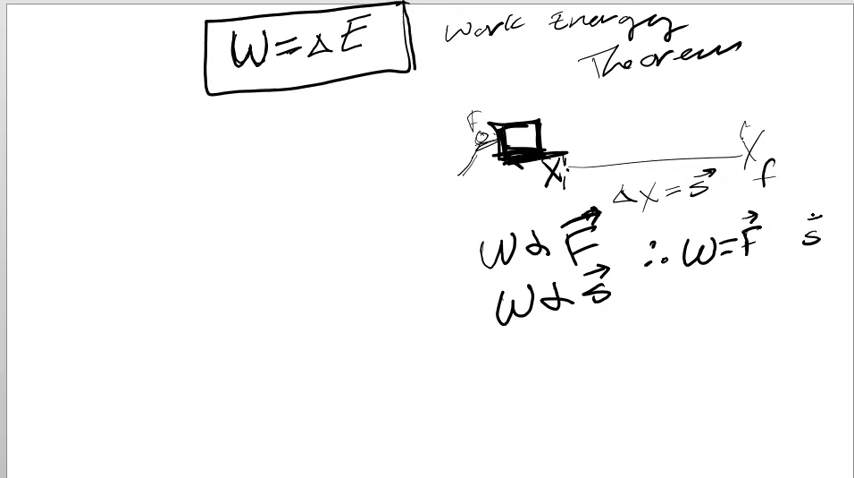 W = ΔE
Work Energy
Theorem
F
Xi
Xf
Δx = s⃗
W α F⃗ ∴ W = F⃗ s⃗
W α s⃗